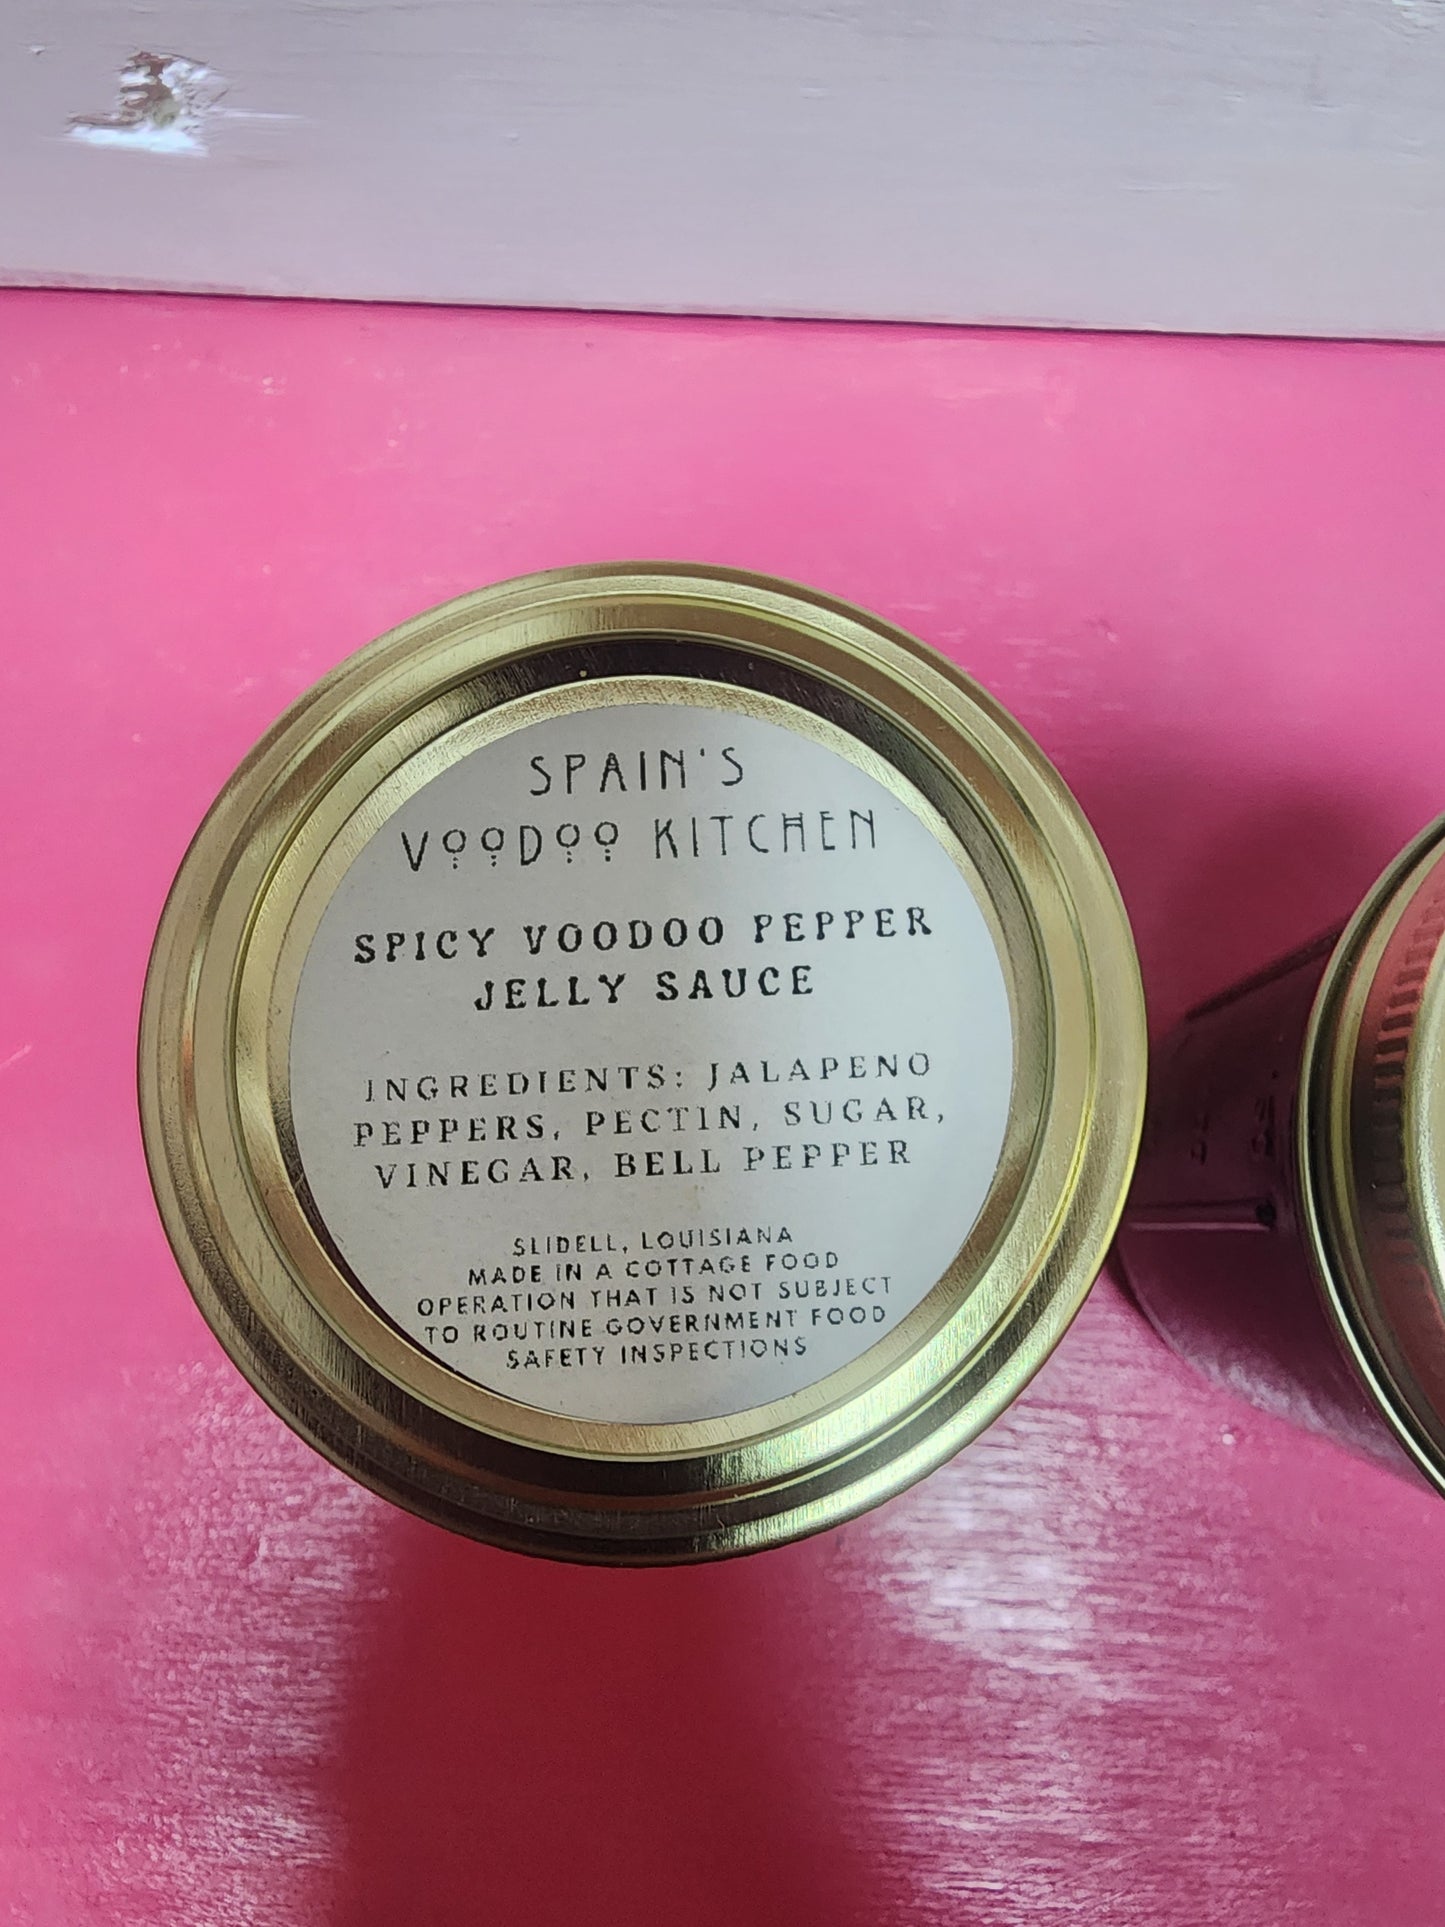 SPAIN'S
VOODOO KITCHEN
SPICY VOODOO PEPPER
JELLY SAUCE
INGREDIENTS: JALAPENO
PEPPERS, PECTIN, SUGAR,
VINEGAR, BELL PEPPER
SLIDELL, LOUISIANA
MADE IN A COTTAGE FOOD
OPERATION THAT IS NOT SUBJECT
TO ROUTINE GOVERNMENT FOOD
SAFETY INSPECTIONS